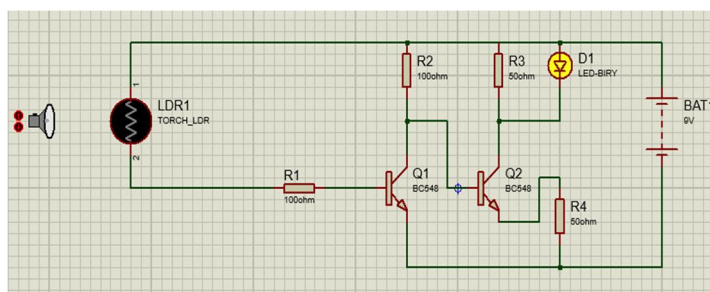 R2
100ohm
R3
50ohm
D1
LED-BIRY
1
LDR1
TORCH_LDR
2
BAT1
9V
R1
100ohm
Q1
BC548
Q2
BC548
R4
50ohm